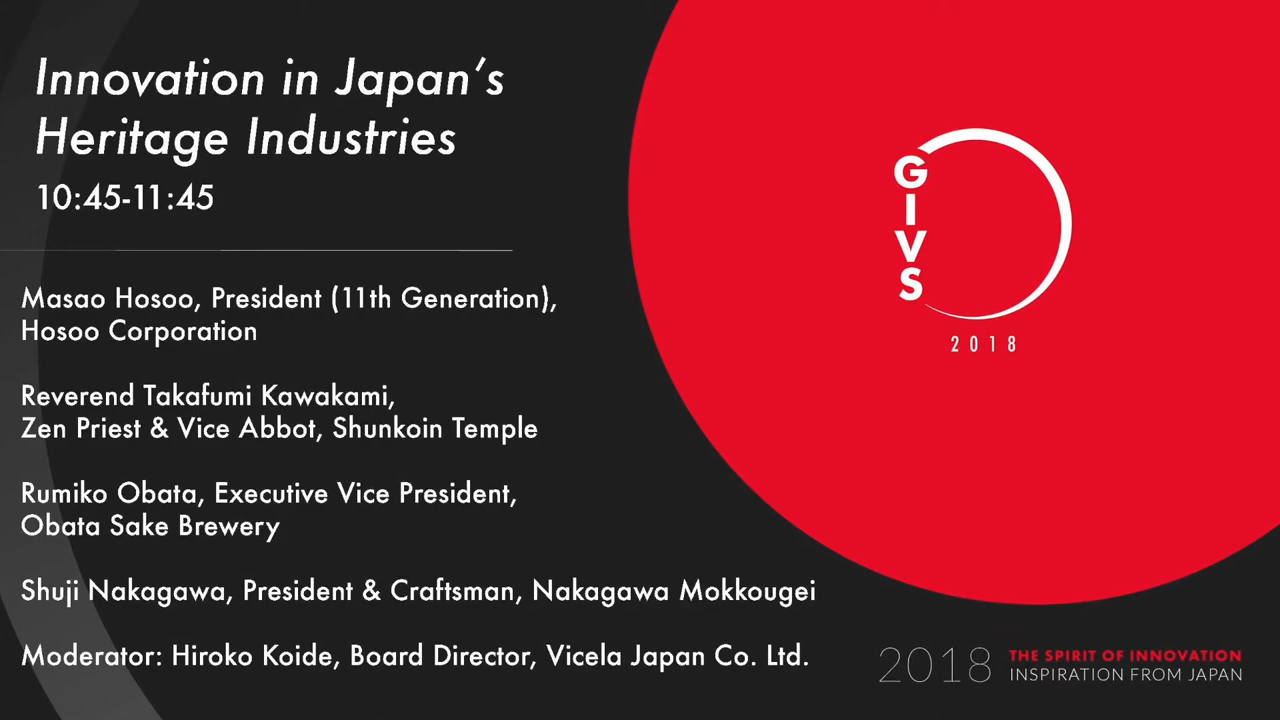 Innovation in Japan's
Heritage Industries
10:45-11:45
Masao Hosoo, President (11th Generation),
Hosoo Corporation
Reverend Takafumi Kawakami,
Zen Priest & Vice Abbot, Shunkoin Temple
Rumiko Obata, Executive Vice President,
Obata Sake Brewery
Shuji Nakagawa, President & Craftsman, Nakagawa Mokkougei
Moderator: Hiroko Koide, Board Director, Vicela Japan Co. Ltd.
GIVS
2018
2018 THE SPIRIT OF INNOVATION
INSPIRATION FROM JAPAN